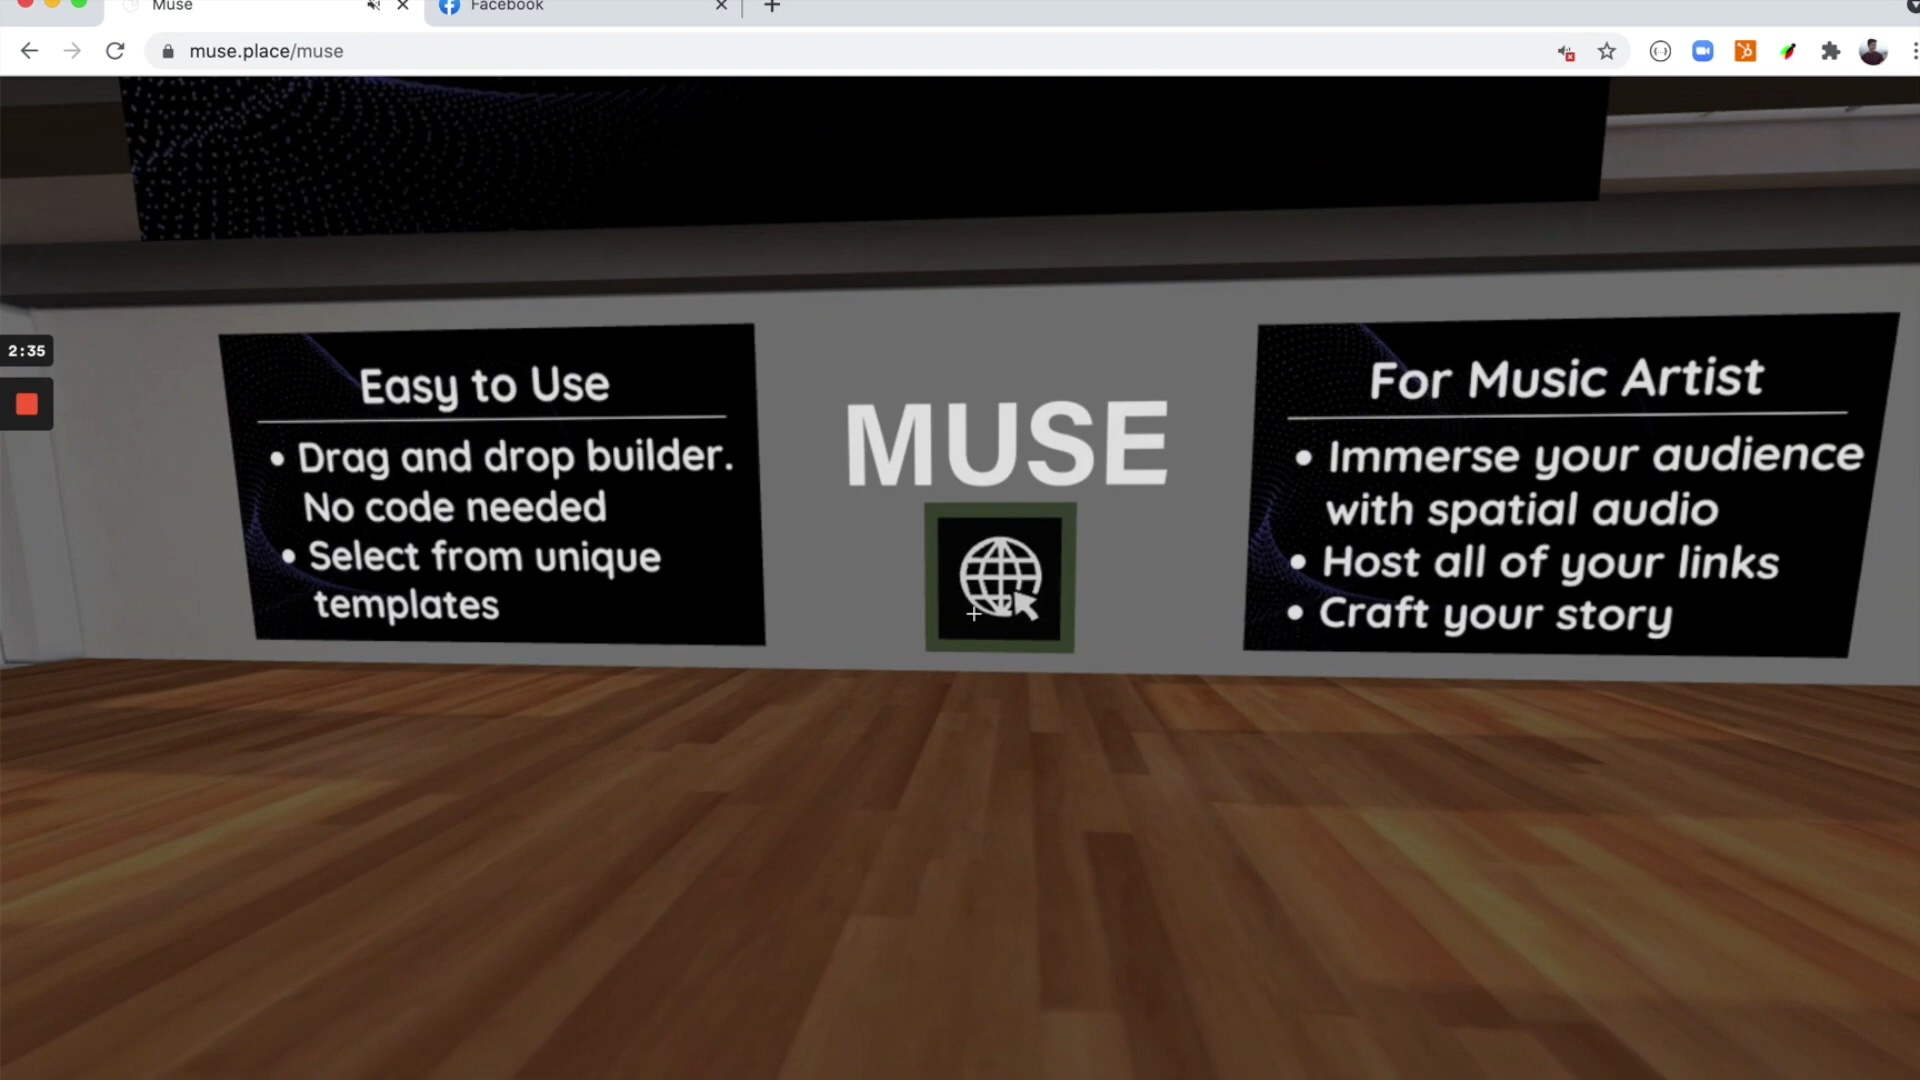 Muse
Facebook
muse.place/muse
2:35
Easy to Use
• Drag and drop builder.
No code needed
• Select from unique
templates
MUSE
For Music Artist
• Immerse your audience
with spatial audio
• Host all of your links
• Craft your story